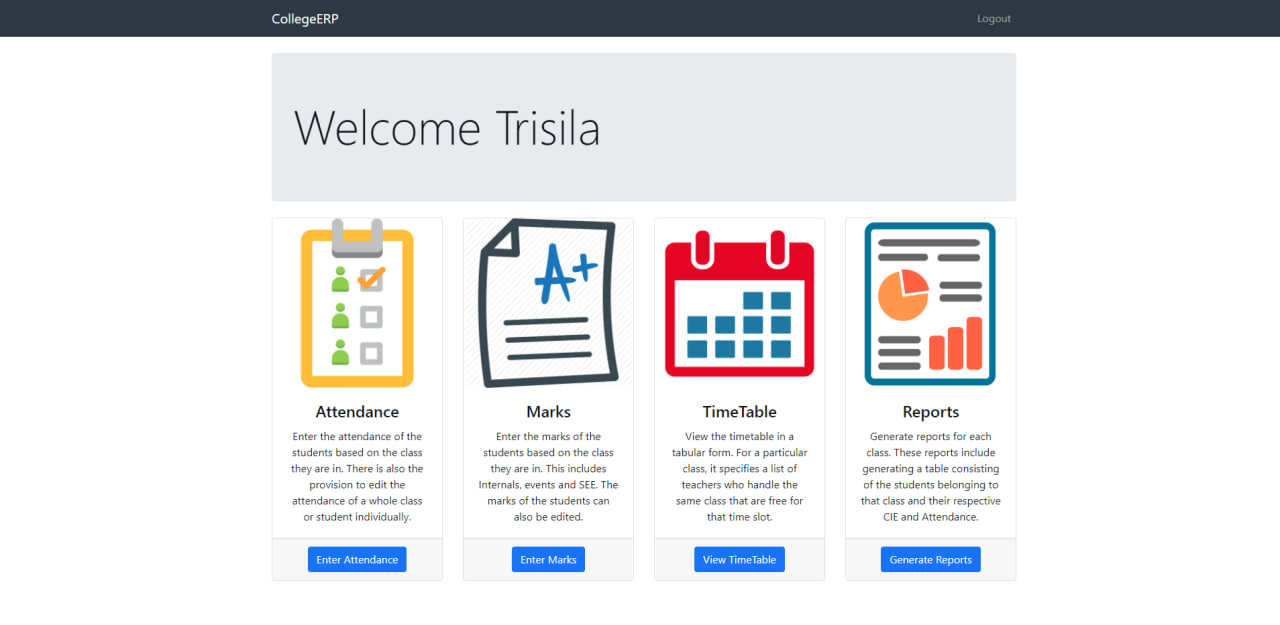 CollegeERP
Logout
Welcome Trisila
A+
Attendance
Enter the attendance of the
students based on the class
they are in. There is also the
provision to edit the
attendance of a whole class
or student individually.
Enter Attendance
Marks
Enter the marks of the
students based on the class
they are in. This includes
Internals, events and SEE. The
marks of the students can
also be edited.
Enter Marks
TimeTable
View the timetable in a
tabular form. For a particular
class, it specifies a list of
teachers who handle the
same class that are free for
that time slot.
View TimeTable
Reports
Generate reports for each
class. These reports include
generating a table consisting
of the students belonging to
that class and their respective
CIE and Attendance.
Generate Reports